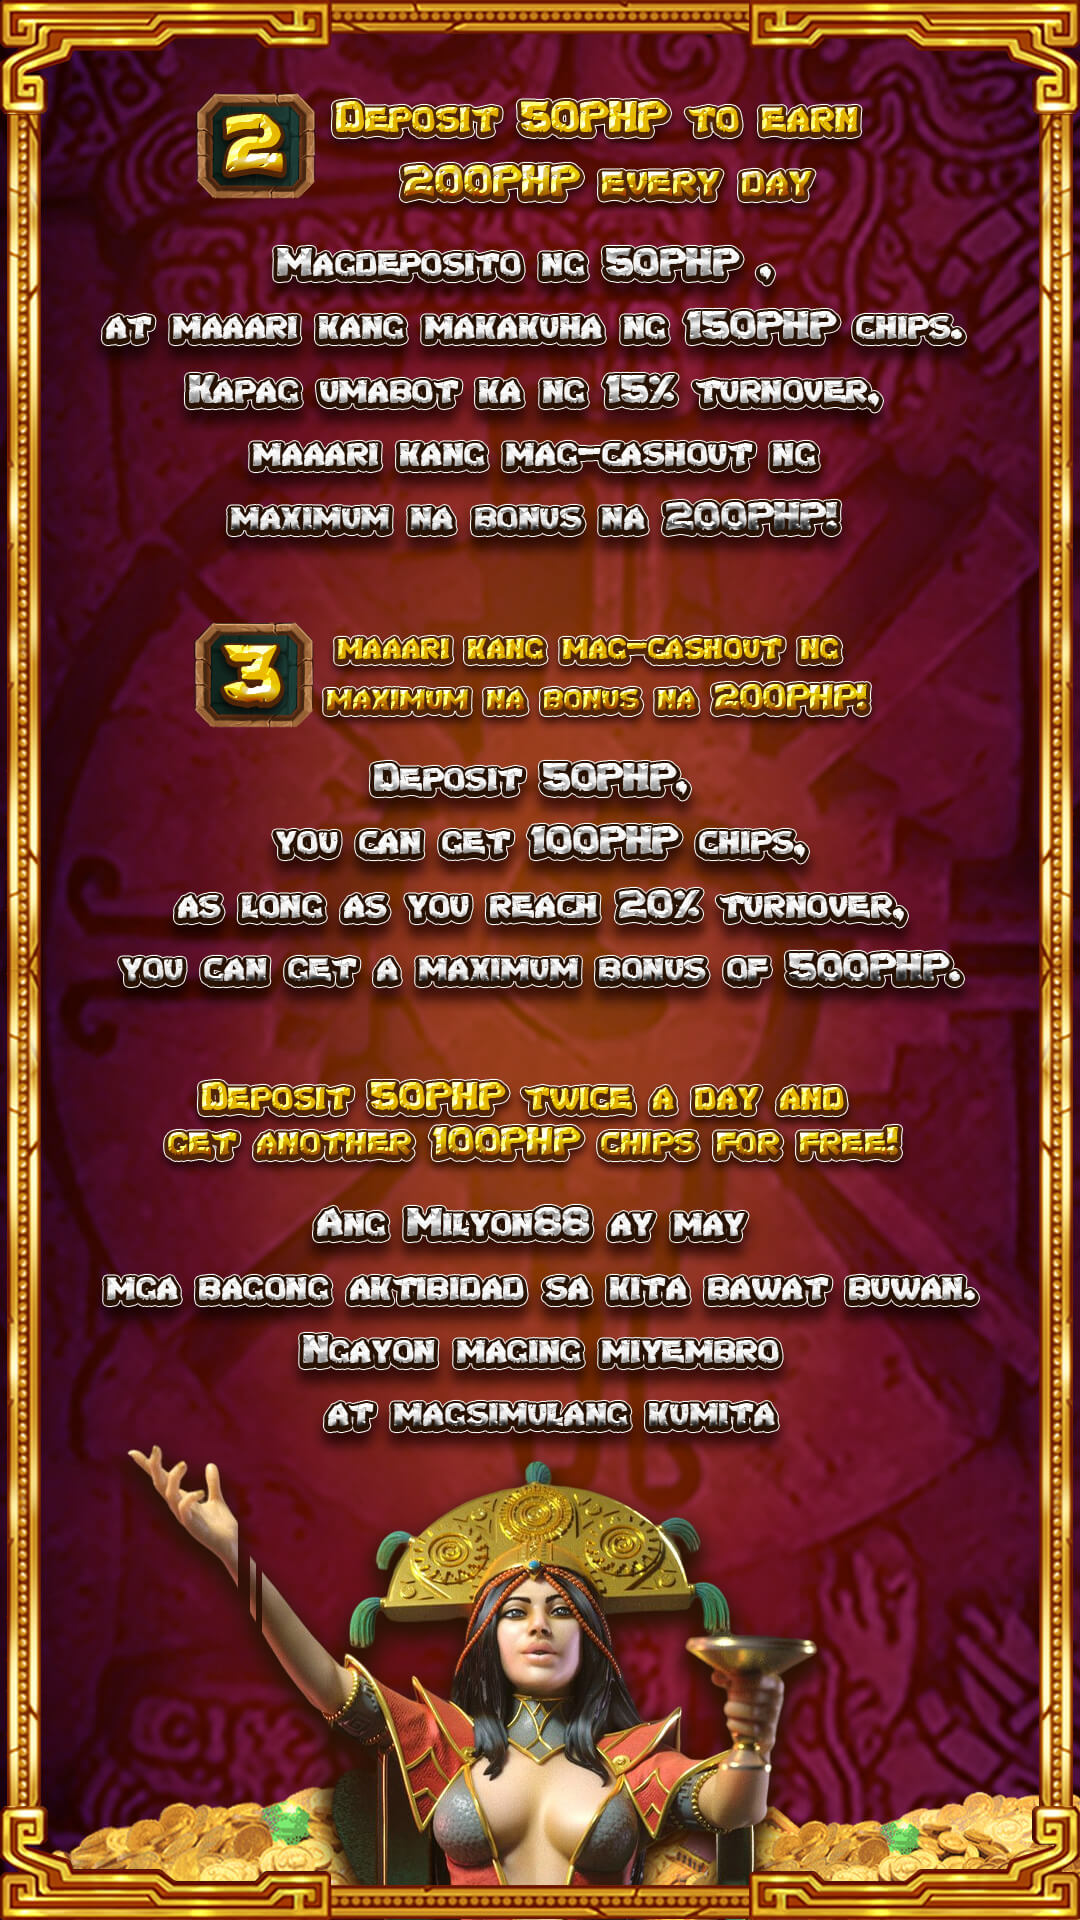 2
Deposit 50PHP to earn
200PHP every day
Magdeposito ng 50PHP ,
at maaari kang makakuha ng 150PHP chips.
Kapag umabot ka ng 15% turnover,
maaari kang mag-cashout ng
maximum na bonus na 200PHP!
3
maaari kang mag-cashout ng
maximum na bonus na 200PHP!
Deposit 50PHP,
you can get 100PHP chips,
as long as you reach 20% turnover,
you can get a maximum bonus of 500PHP.
Deposit 50PHP twice a day and
get another 100PHP chips for free!
Ang Milyon88 ay may
mga bagong aktibidad sa kita bawat buwan.
Ngayon maging miyembro
at magsimulang kumita